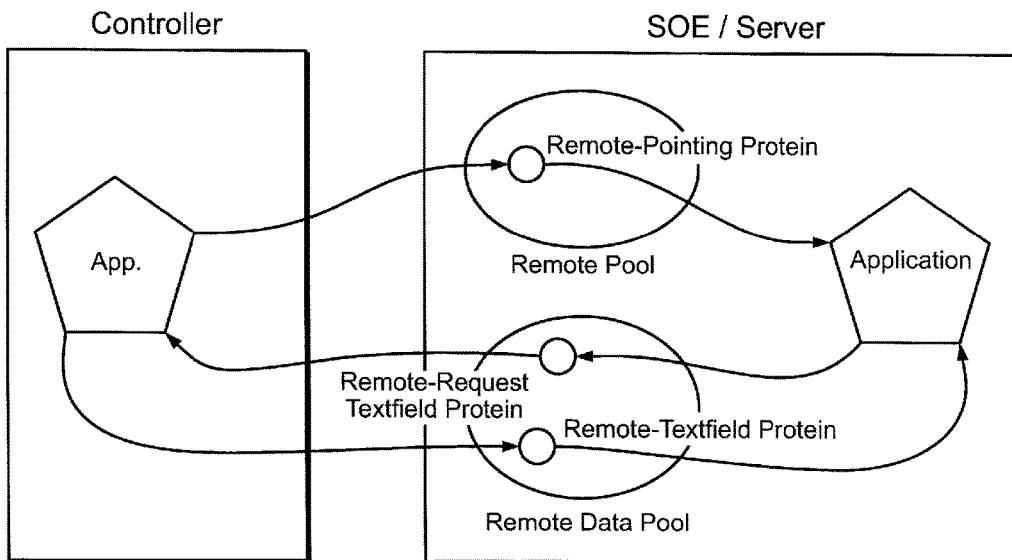 Controller
SOE / Server
Remote-Pointing Protein
App.
Remote Pool
Application
Remote-Request
Textfield Protein
Remote-Textfield Protein
Remote Data Pool